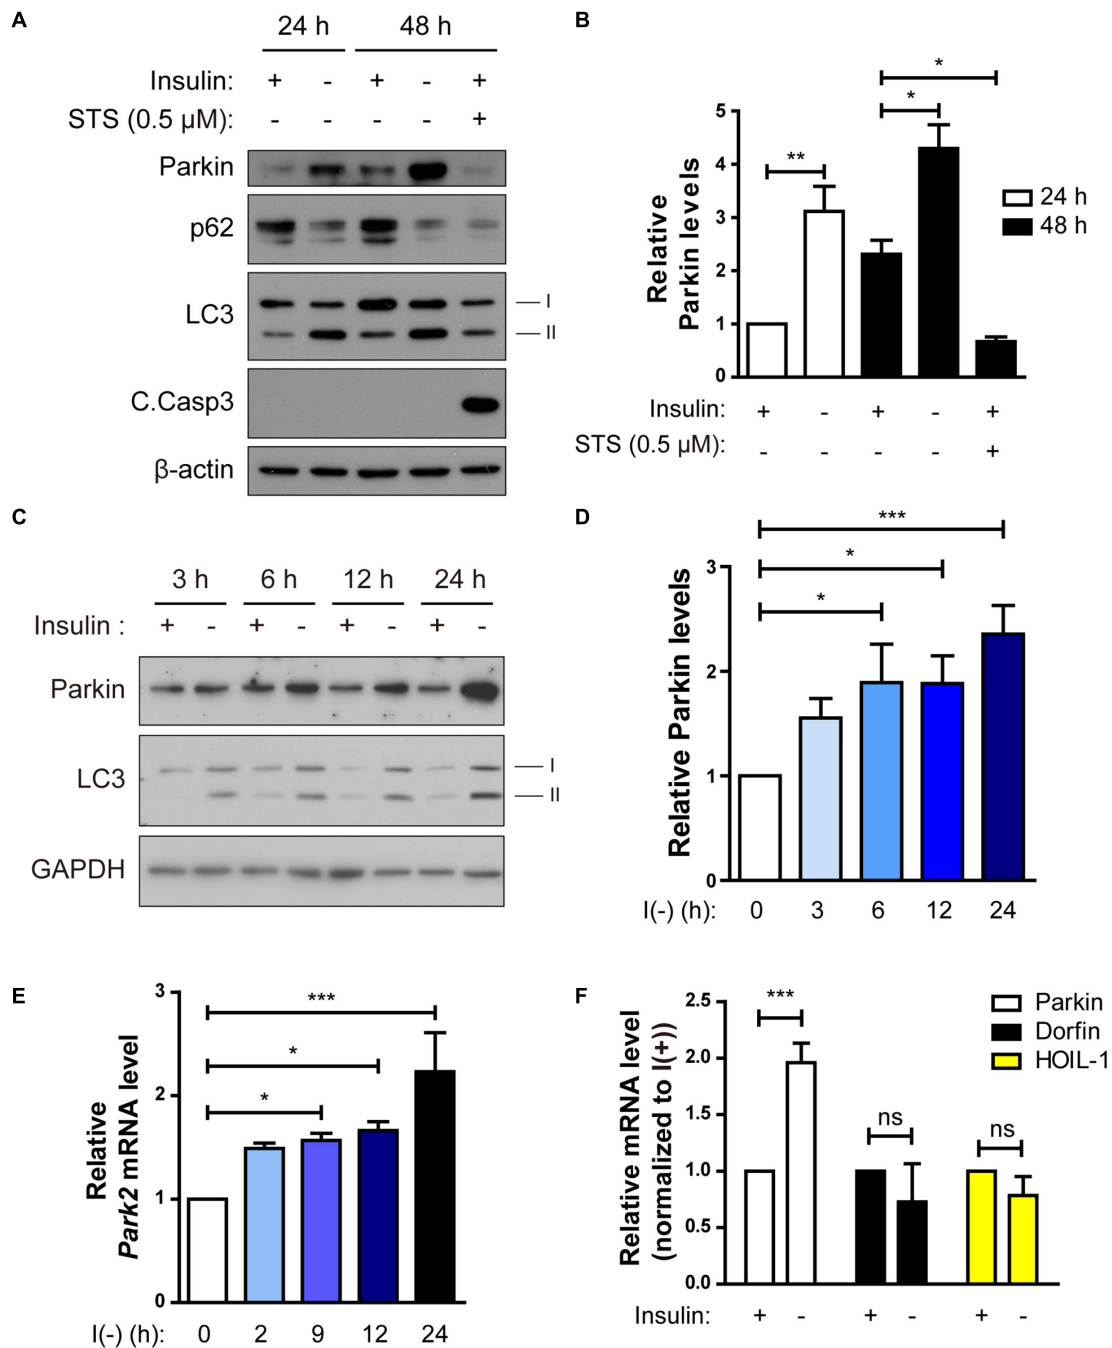 A
24 h 48 h
Insulin: + - + - +
STS (0.5 μM): - - - - +
Parkin
p62
LC3
I
II
C.Casp3
β-actin
B
Relative
Parkin levels
5
4
3
2
1
0
**
*
*
24 h
48 h
Insulin: + - + - +
STS (0.5 μM): - - - - +
C
3 h 6 h 12 h 24 h
Insulin : + - + - + - + -
Parkin
LC3
I
II
GAPDH
D
Relative Parkin levels
3
2
1
0
***
*
*
I(-) (h): 0 3 6 12 24
E
Relative
Park2 mRNA level
3
2
1
0
***
*
*
I(-) (h): 0 2 9 12 24
F
Relative mRNA level
(normalized to I(+))
2.5
2.0
1.5
1.0
0.5
0.0
***
ns
ns
Parkin
Dorfin
HOIL-1
Insulin: + - + - + -